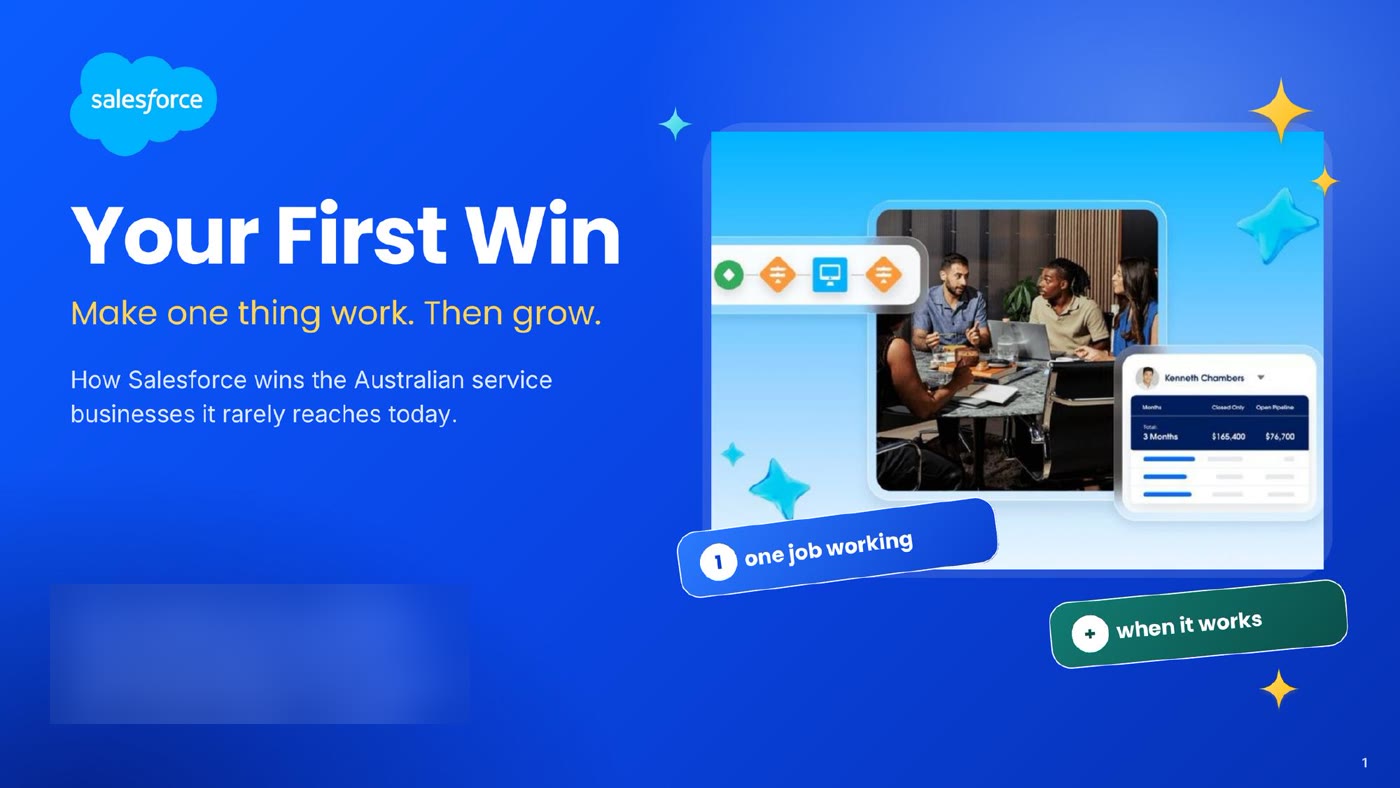 salesforce
Your First Win
Make one thing work. Then grow.
How Salesforce wins the Australian service
businesses it rarely reaches today.
Kenneth Chambers
Months Closed Only Open Pipeline
Total:
3 Months $165,400 $76,700
1 one job working
+ when it works
1